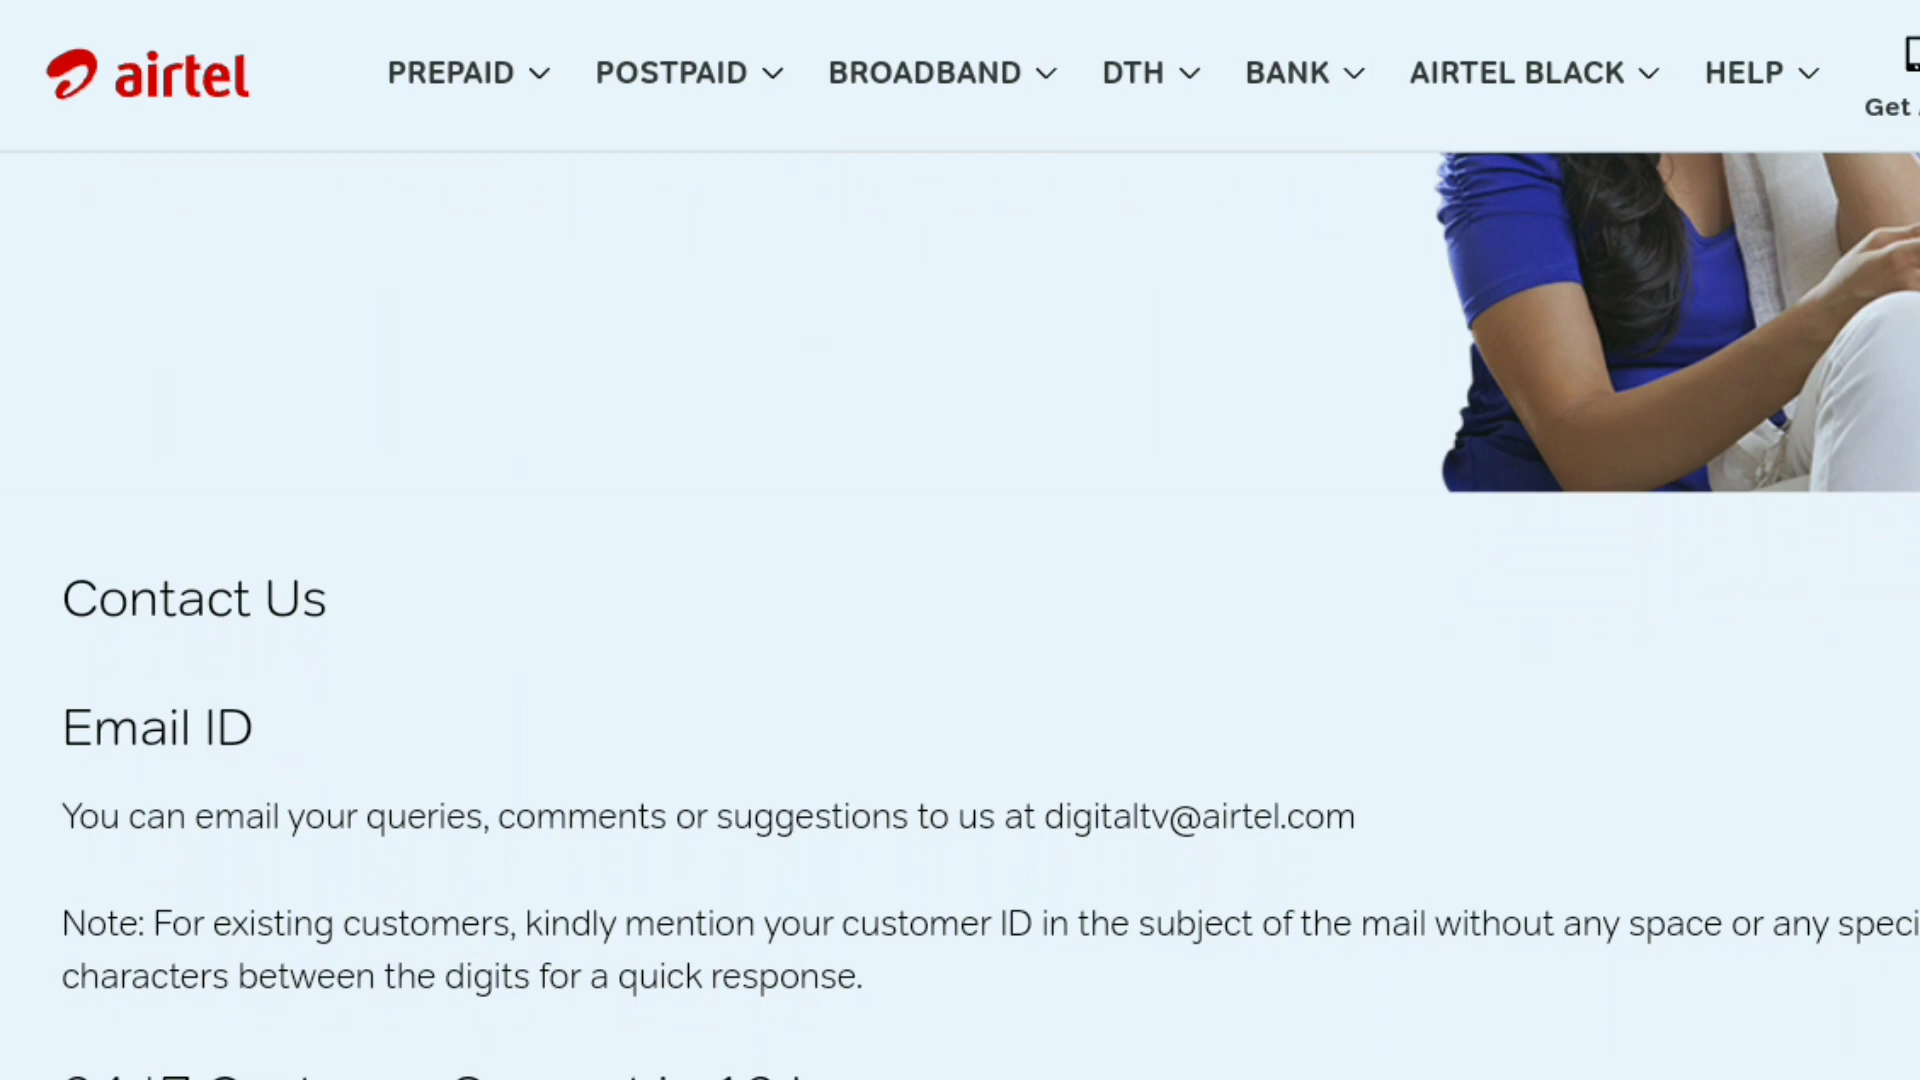 airtel PREPAID POSTPAID BROADBAND DTH BANK AIRTEL BLACK HELP
Get
Contact Us
Email ID
You can email your queries, comments or suggestions to us at digitaltv@airtel.com
Note: For existing customers, kindly mention your customer ID in the subject of the mail without any space or any speci
characters between the digits for a quick response.